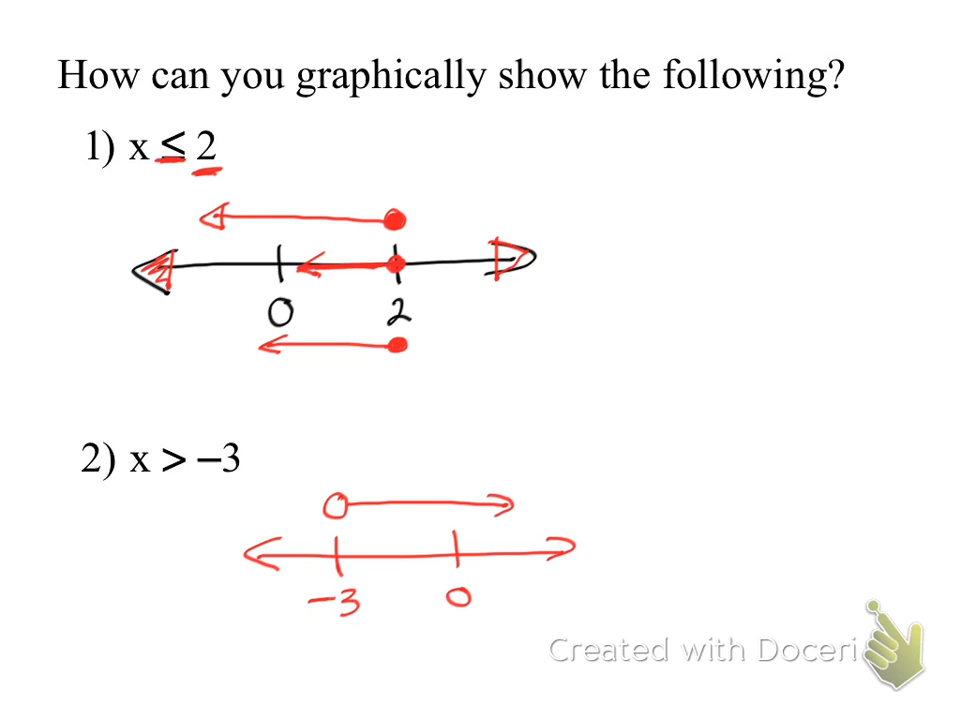 How can you graphically show the following?
1) x ≤ 2
0 2
2) x > −3
−3 0
Created with Doceri